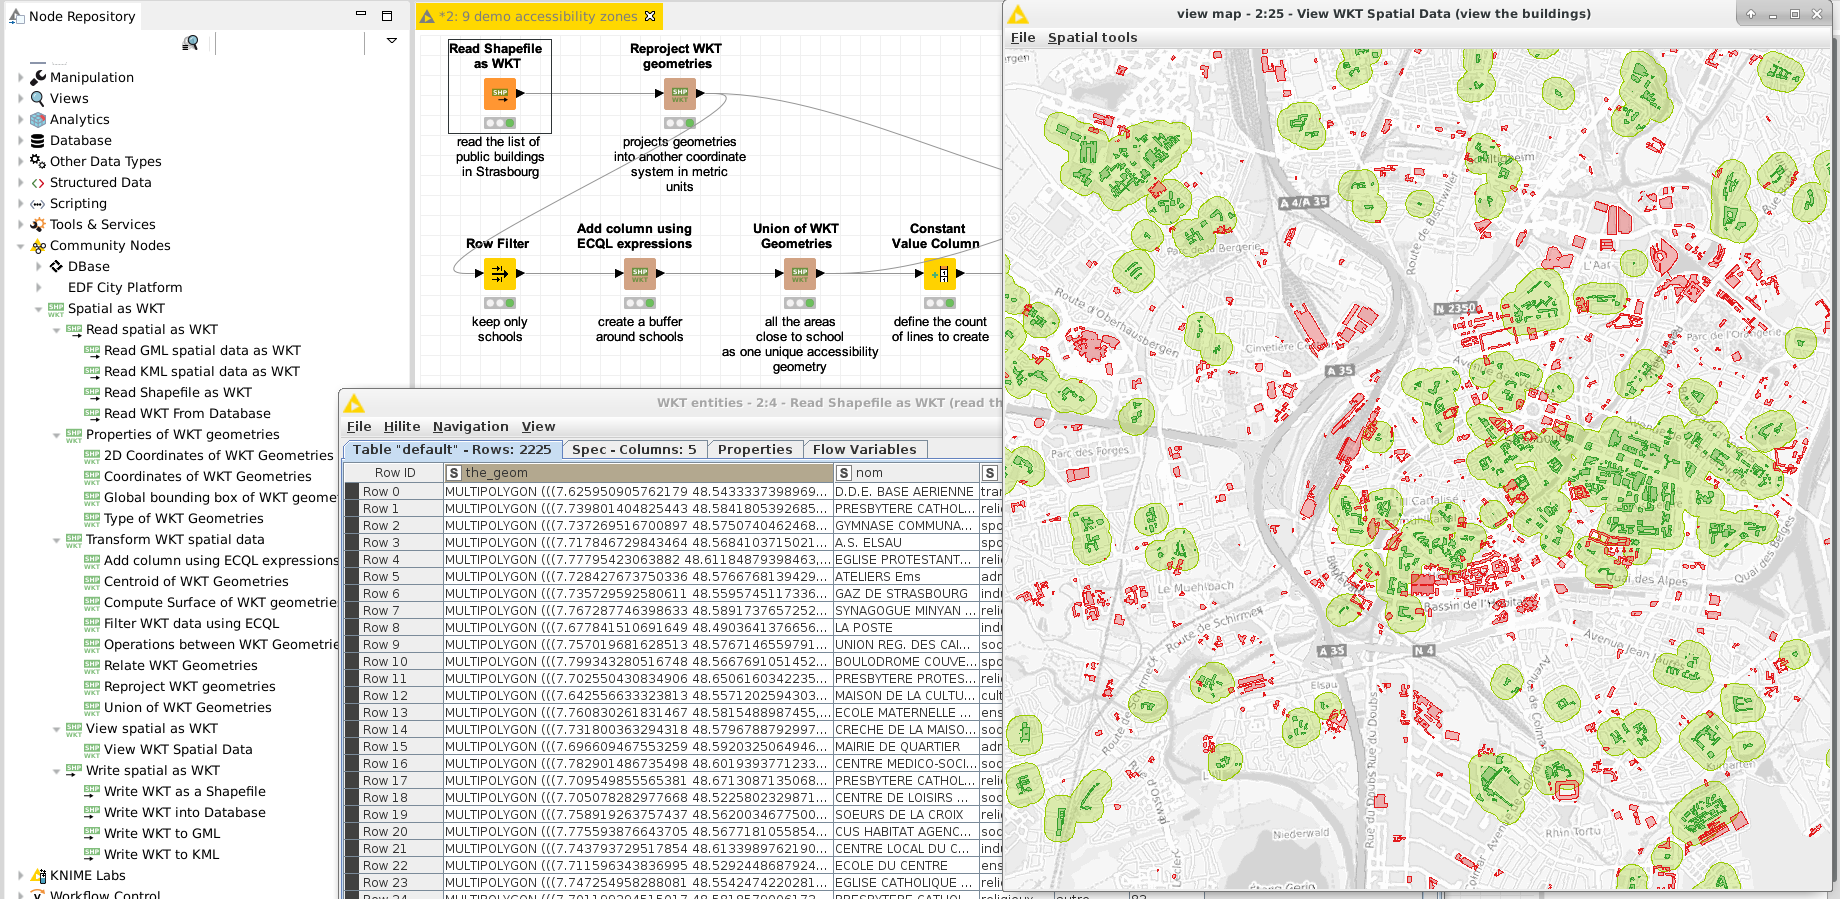 Node Repository
Manipulation
Views
Analytics
Database
Other Data Types
Structured Data
Scripting
Tools & Services
Community Nodes
DBase
EDF City Platform
Spatial as WKT
Read spatial as WKT
Read GML spatial data as WKT
Read KML spatial data as WKT
Read Shapefile as WKT
Read WKT From Database
Properties of WKT geometries
2D Coordinates of WKT Geometries
Coordinates of WKT Geometries
Global bounding box of WKT geome
Type of WKT Geometries
Transform WKT spatial data
Add column using ECQL expressions
Centroid of WKT Geometries
Compute Surface of WKT geometrie
Filter WKT data using ECQL
Operations between WKT Geometrie
Relate WKT Geometries
Reproject WKT geometries
Union of WKT Geometries
View spatial as WKT
View WKT Spatial Data
Write spatial as WKT
Write WKT as a Shapefile
Write WKT into Database
Write WKT to GML
Write WKT to KML
KNIME Labs
Workflow Control
*2: 9 demo accessibility zones
Read Shapefile
as WKT
read the list of
public buildings
in Strasbourg
Reproject WKT
geometries
projects geometries
into another coordinate
system in metric
units
Row Filter
keep only
schools
Add column using
ECQL expressions
create a buffer
around schools
Union of WKT
Geometries
all the areas
close to school
as one unique accessibility
geometry
Constant
Value Column
define the count
of lines to create
WKT entities - 2:4 - Read Shapefile as WKT (read th
File Hilite Navigation View
Table "default" - Rows: 2225 Spec - Columns: 5 Properties Flow Variables
Row ID S the_geom S nom S
Row 0 MULTIPOLYGON (((7.625950905762179 48.5433337398969... D.D.E. BASE AERIENNE trar
Row 1 MULTIPOLYGON (((7.739801404825443 48.5841805392685... PRESBYTERE CATHOL... relig
Row 2 MULTIPOLYGON (((7.737269516700897 48.5750740462468... GYMNASE COMMUNA... spo
Row 3 MULTIPOLYGON (((7.717846729843464 48.5684103715021... A.S. ELSAU spo
Row 4 MULTIPOLYGON (((7.77795423063882 48.61184879398463,... EGLISE PROTESTANT... relig
Row 5 MULTIPOLYGON (((7.728427673750336 48.5766768139429... ATELIERS Ems adr
Row 6 MULTIPOLYGON (((7.735729592580611 48.5595745117336... GAZ DE STRASBOURG indu
Row 7 MULTIPOLYGON (((7.767287746398633 48.5891737657252... SYNAGOGUE MINYAN ... relig
Row 8 MULTIPOLYGON (((7.677841510691649 48.4903641376656... LA POSTE indu
Row 9 MULTIPOLYGON (((7.757019681628513 48.5767146559791... UNION REG. DES CAI... soc
Row 10 MULTIPOLYGON (((7.799343280516748 48.5667691051452... BOULODROME COUVE... spo
Row 11 MULTIPOLYGON (((7.702550430834906 48.6506160342235... PRESBYTERE PROTES... relig
Row 12 MULTIPOLYGON (((7.642556633323813 48.5571202594303... MAISON DE LA CULTU... cult
Row 13 MULTIPOLYGON (((7.760830261831467 48.5815488987455,... ECOLE MATERNELLE ... ens
Row 14 MULTIPOLYGON (((7.731800363294318 48.5796788792997... CRECHE DE LA MAISO... soc
Row 15 MULTIPOLYGON (((7.696609467553259 48.5920325064946... MAIRIE DE QUARTIER adr
Row 16 MULTIPOLYGON (((7.782901486735498 48.6019393771233... CENTRE MEDICO-SOCI... soc
Row 17 MULTIPOLYGON (((7.709549855565381 48.6713087135068... PRESBYTERE CATHOL... relig
Row 18 MULTIPOLYGON (((7.705078282977668 48.5225802329871... CENTRE DE LOISIRS ... soc
Row 19 MULTIPOLYGON (((7.758919263757437 48.5620034677500... SOEURS DE LA CROIX relig
Row 20 MULTIPOLYGON (((7.775593876643705 48.5677181055854... CUS HABITAT AGENC... soc
Row 21 MULTIPOLYGON (((7.743793729517854 48.6133989762190... CENTRE LOCAL DU C... indu
Row 22 MULTIPOLYGON (((7.711596343836995 48.5292448687924... ECOLE DU CENTRE ens
Row 23 MULTIPOLYGON (((7.747254958288081 48.5542474220281... EGLISE CATHOLIQUE ... relig
view map - 2:25 - View WKT Spatial Data (view the buildings)
File Spatial tools
A 4/A 35
Route d'Oberhausbergen
Rue de Bischwiller
N 2350
A 35
Parc des Forges
Le Muehlbach
Route de Schirmeck
Quai des Alpes
A 35
N 4
Elsau
Avenue Jean Jaurès
Rue du Doubs
Niederwald
Rhin Tortu